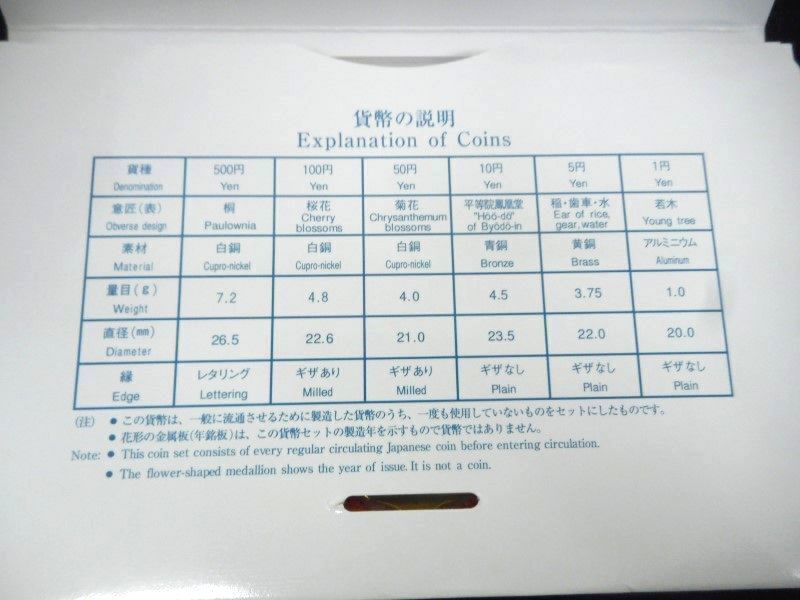 貨幣の説明
Explanation of Coins
貨種 500円 100円 50円 10円 5円 1円
Denomination Yen Yen Yen Yen Yen Yen
意匠(表) 桐 桜花 菊花 平等院鳳凰堂 稲・歯車・水 若木
Obverse design Paulownia Cherry blossoms Chrysanthemum blossoms "Hōō-dō" of Byōdō-in Ear of rice, gear,water Young tree
素材 白銅 白銅 白銅 青銅 黄銅 アルミニウム
Material Cupro-nickel Cupro-nickel Cupro-nickel Bronze Brass Aluminum
量目(g) 7.2 4.8 4.0 4.5 3.75 1.0
Weight
直径(mm) 26.5 22.6 21.0 23.5 22.0 20.0
Diameter
縁 レタリング ギザあり ギザあり ギザなし ギザなし ギザなし
Edge Lettering Milled Milled Plain Plain Plain
(注) ● この貨幣は、一般に流通させるために製造した貨幣のうち、一度も使用していないものをセットにしたものです。
● 花形の金属板(年銘板)は、この貨幣セットの製造年を示すもので貨幣ではありません。
Note: ● This coin set consists of every regular circulating Japanese coin before entering circulation.
● The flower-shaped medallion shows the year of issue. It is not a coin.